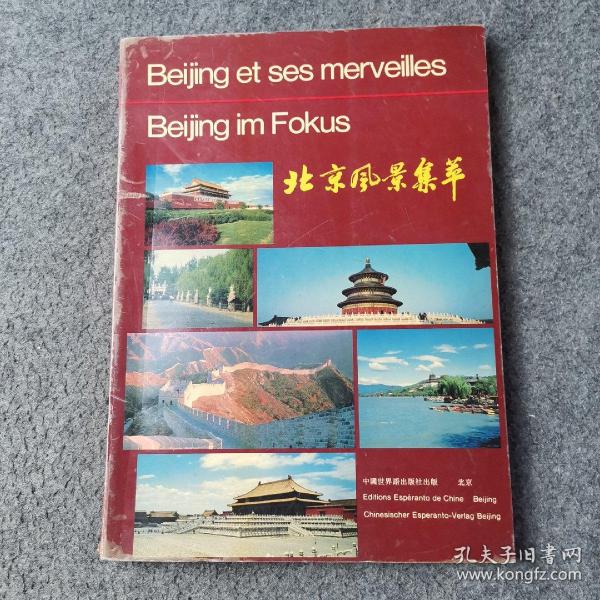 Beijing et ses merveilles
Beijing im Fokus
北京风景集萃
中國世界語出版社出版 北京
Editions Espéranto de Chine Beijing
Chinesischer Esperanto-Verlag Beijing
孔夫子旧书网
www.kongfz.com